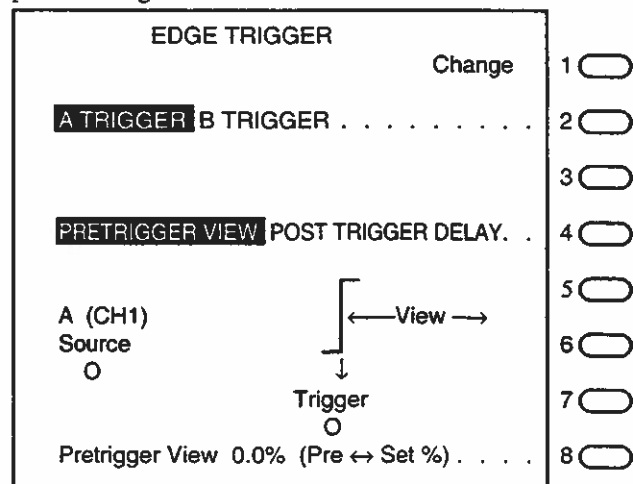 EDGE TRIGGER
Change 1
A TRIGGER B TRIGGER . . . . . . . . . . 2
3
PRETRIGGER VIEW POST TRIGGER DELAY. . 4
5
A (CH1) ←View→
Source 6
O
Trigger 7
O
Pretrigger View 0.0% (Pre ↔ Set %) . . . . 8